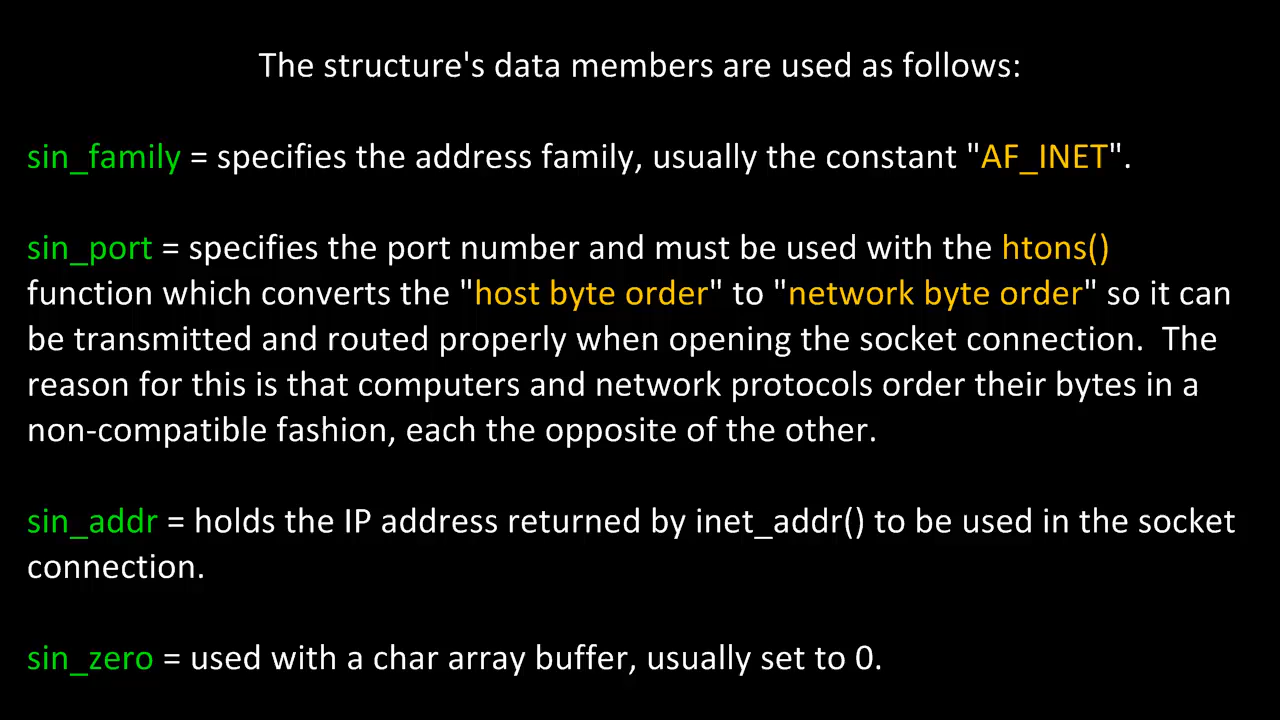 The structure's data members are used as follows:
sin_family = specifies the address family, usually the constant "AF_INET".
sin_port = specifies the port number and must be used with the htons()
function which converts the "host byte order" to "network byte order" so it can
be transmitted and routed properly when opening the socket connection.  The
reason for this is that computers and network protocols order their bytes in a
non-compatible fashion, each the opposite of the other.
sin_addr = holds the IP address returned by inet_addr() to be used in the socket
connection.
sin_zero = used with a char array buffer, usually set to 0.